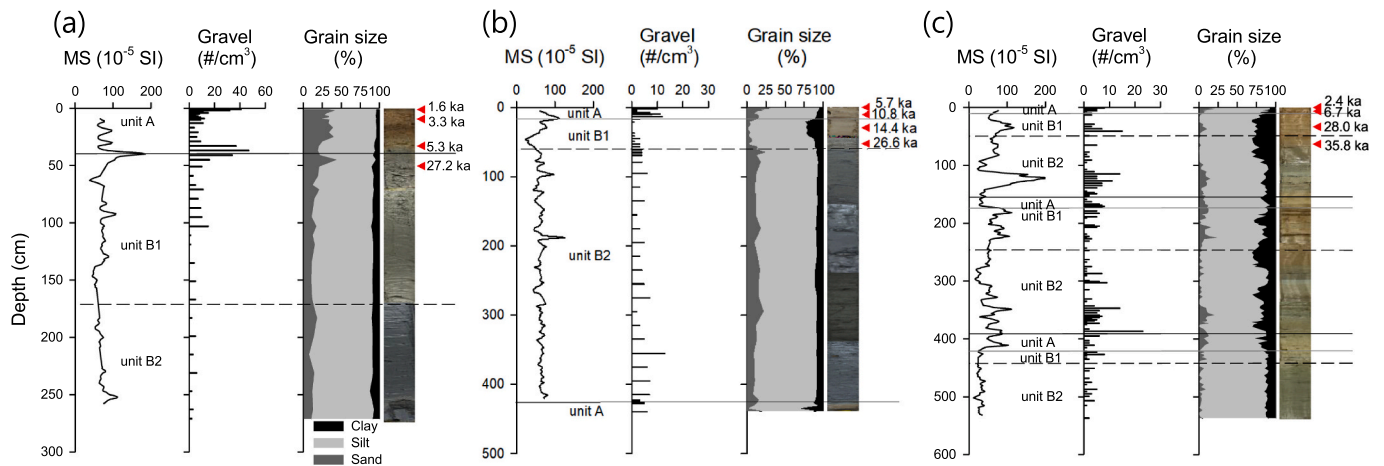 (a)
MS (10⁻⁵ SI)
Gravel
(#/cm³)
Grain size
(%)
0 100 200
0 20 40 60
0 25 50 75 100
Depth (cm)
0
50
100
150
200
250
300
unit A
unit B1
unit B2
1.6 ka
3.3 ka
5.3 ka
27.2 ka
Clay
Silt
Sand
(b)
MS (10⁻⁵ SI)
Gravel
(#/cm³)
Grain size
(%)
0 100 200
0 10 20 30
0 25 50 75 100
0
100
200
300
400
500
unit A
unit B1
unit B2
unit A
5.7 ka
10.8 ka
14.4 ka
26.6 ka
(c)
MS (10⁻⁵ SI)
Gravel
(#/cm³)
Grain size
(%)
0 100 200
0 10 20 30
0 25 50 75 100
0
100
200
300
400
500
600
unit A
unit B1
unit B2
unit A
unit B1
unit B2
unit A
unit B1
unit B2
2.4 ka
6.7 ka
28.0 ka
35.8 ka